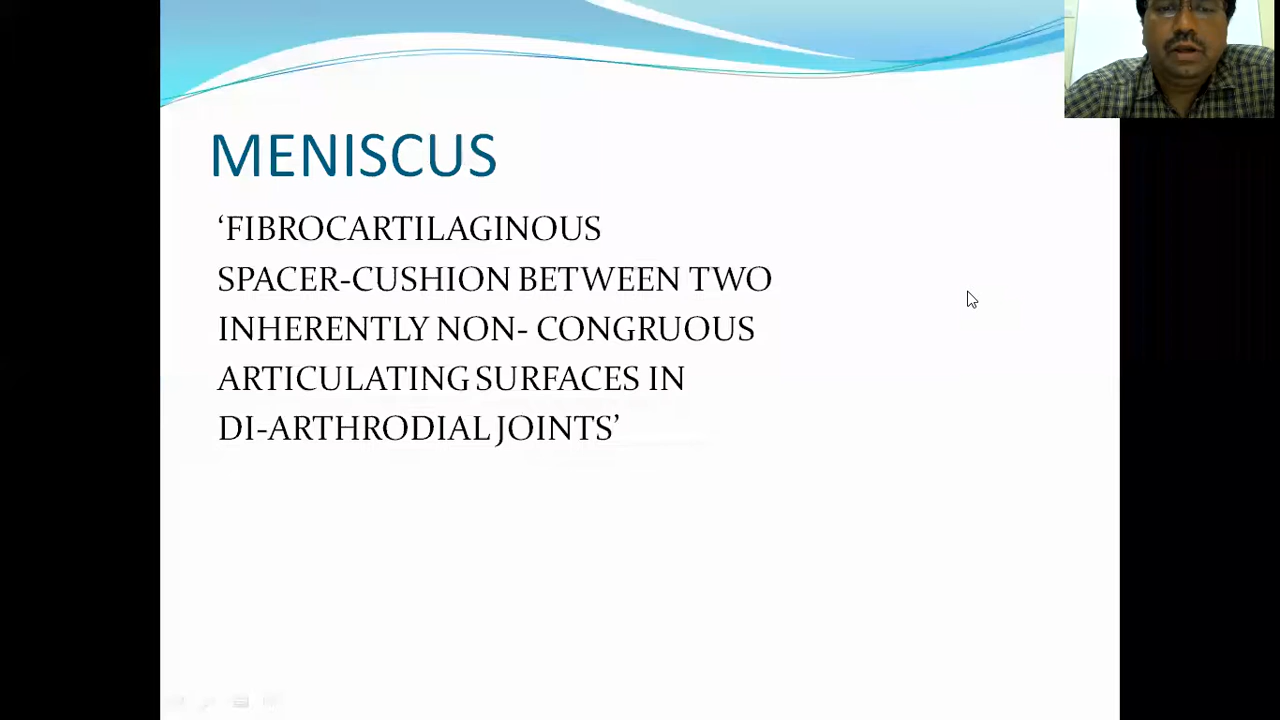 MENISCUS
‘FIBROCARTILAGINOUS
SPACER-CUSHION BETWEEN TWO
INHERENTLY NON- CONGRUOUS
ARTICULATING SURFACES IN
DI-ARTHRODIAL JOINTS’